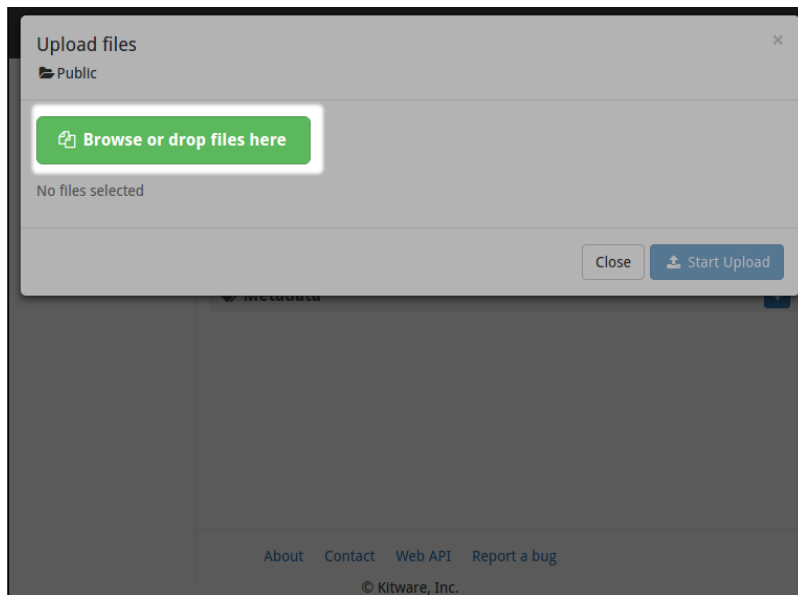 Upload files
×
Public
Browse or drop files here
No files selected
Close Start Upload
Metadata
About Contact Web API Report a bug
© Kitware, Inc.